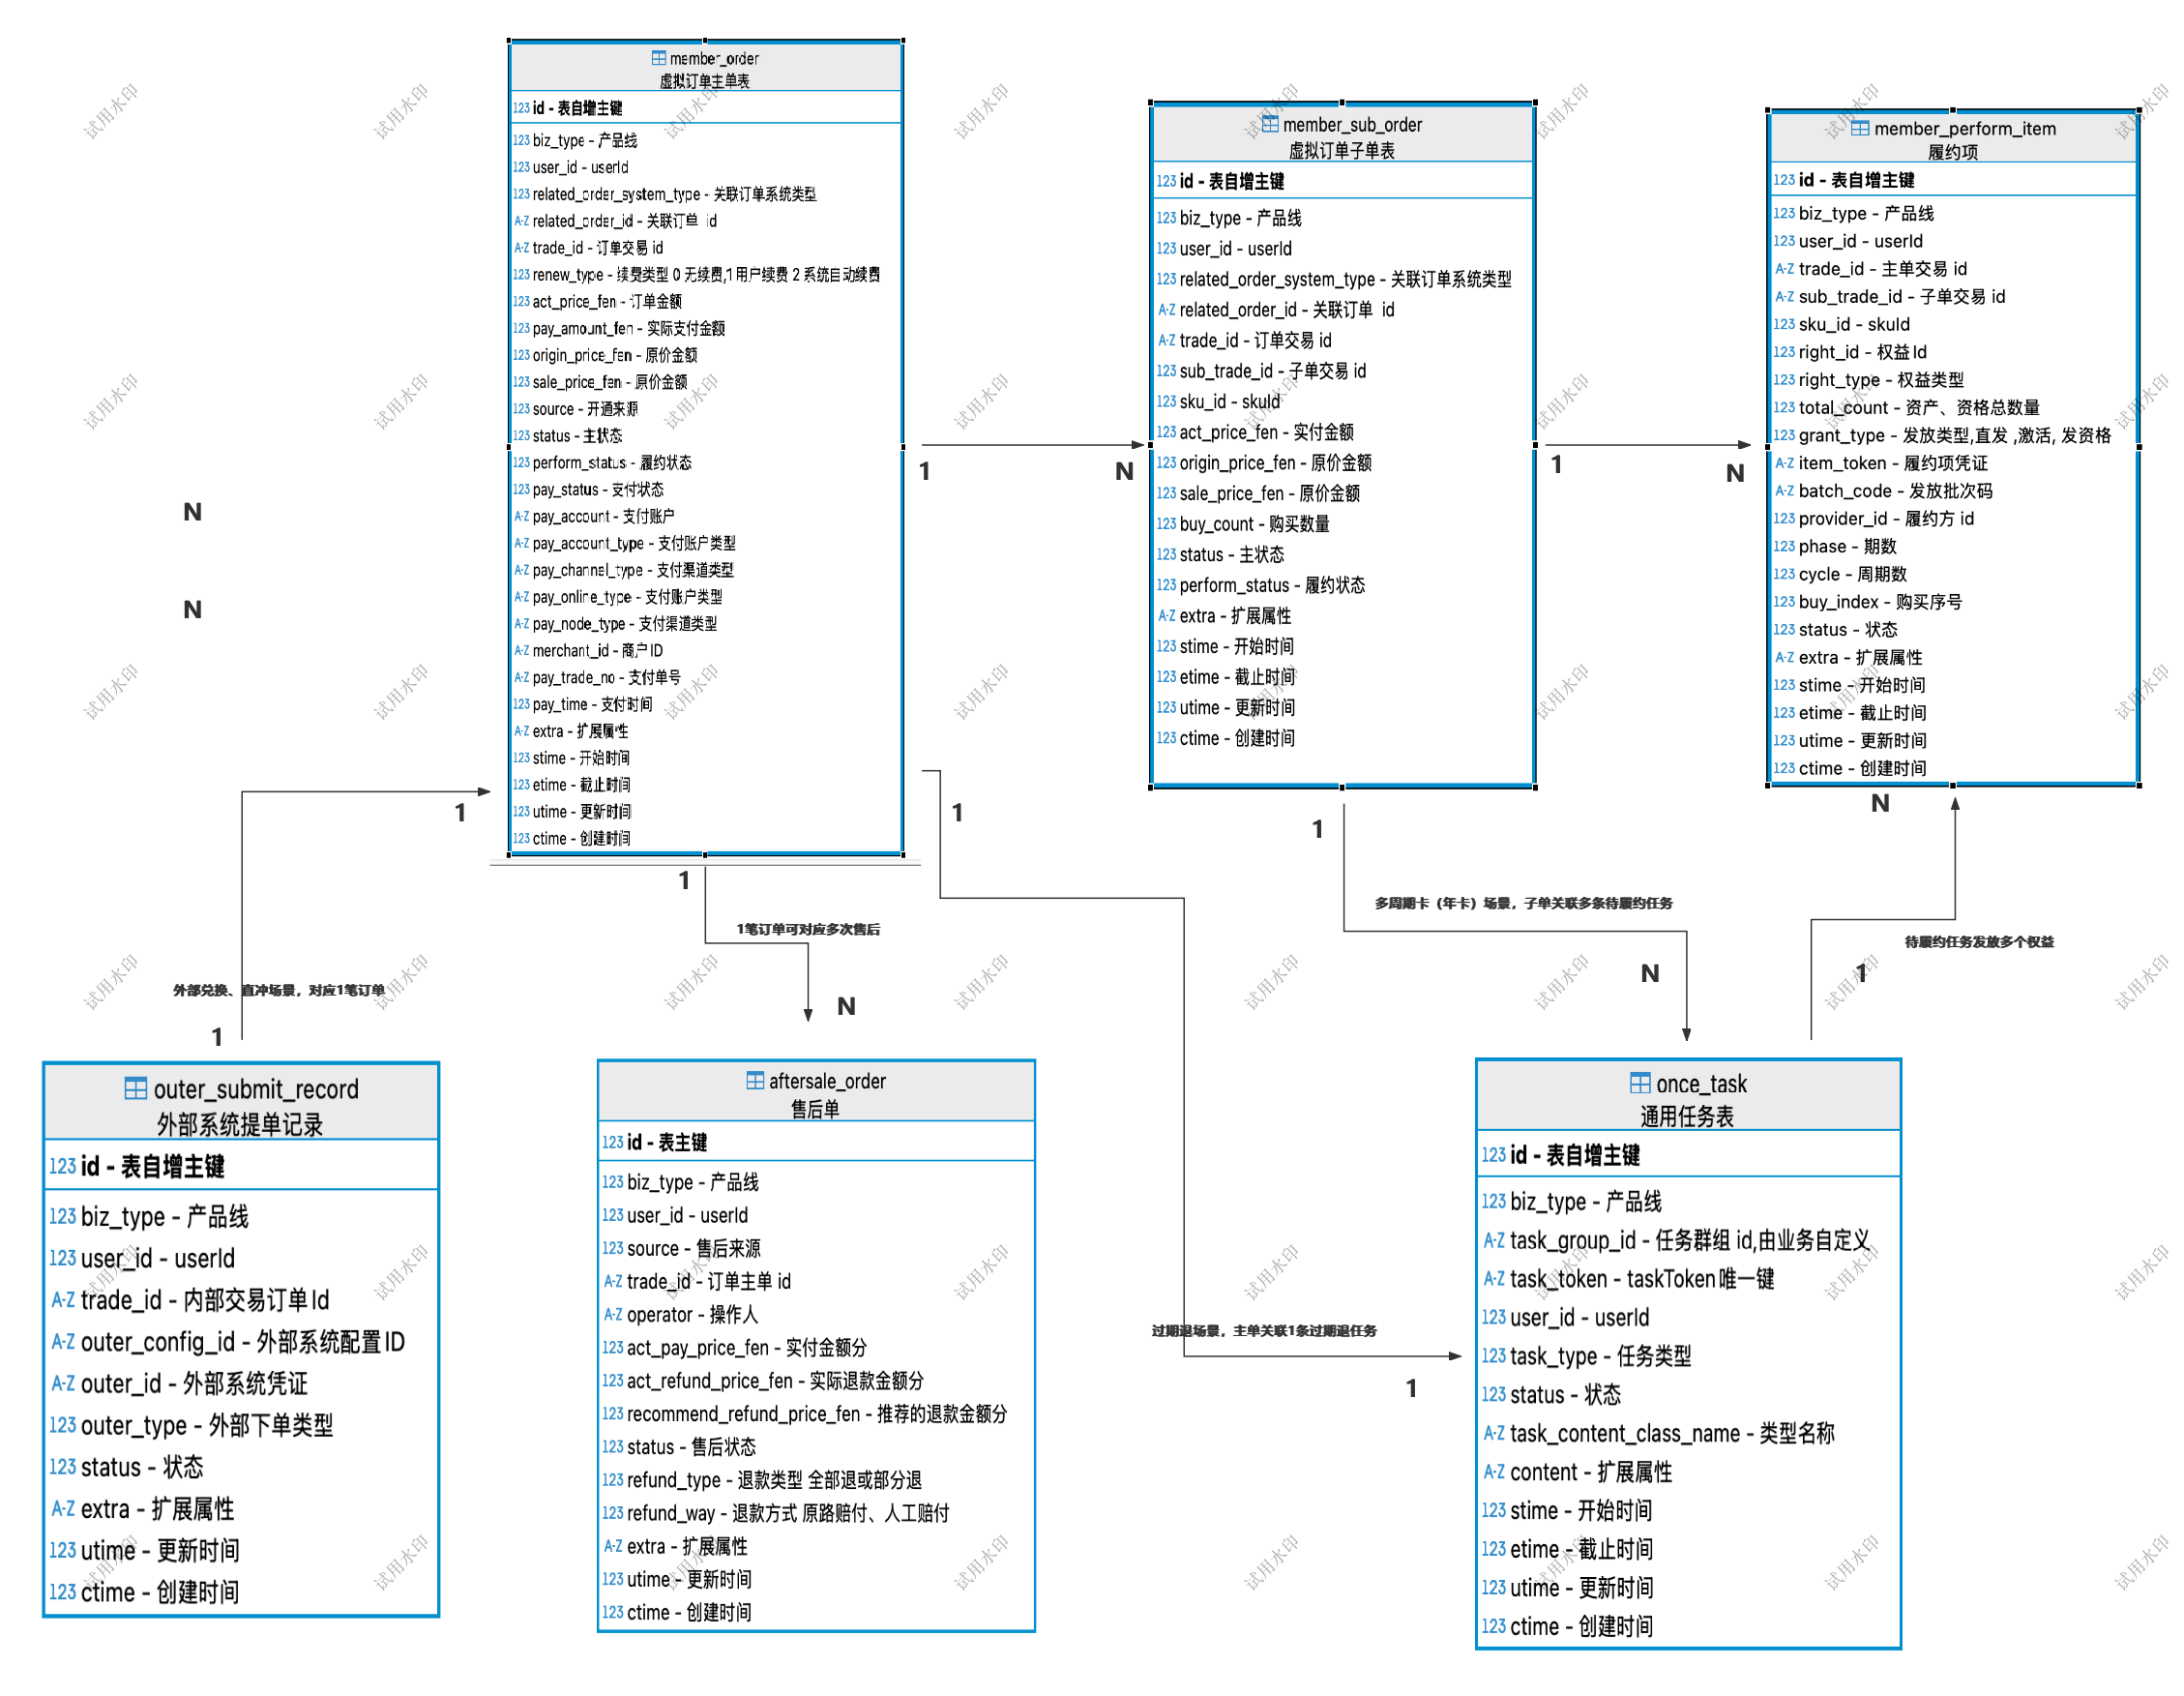 member_order
虚拟订单主单表
123 id - 表自增主键
123 biz_type - 产品线
123 user_id - userId
123 related_order_system_type - 关联订单系统类型
A-Z related_order_id - 关联订单 id
A-Z trade_id - 订单交易 id
123 renew_type - 续费类型 0 无续费,1 用户续费 2 系统自动续费
123 act_price_fen - 订单金额
123 pay_amount_fen - 实际支付金额
123 origin_price_fen - 原价金额
123 sale_price_fen - 原价金额
123 source - 开通来源
123 status - 主状态
123 perform_status - 履约状态
123 pay_status - 支付状态
A-Z pay_account - 支付账户
A-Z pay_account_type - 支付账户类型
A-Z pay_channel_type - 支付渠道类型
A-Z pay_online_type - 支付账户类型
A-Z pay_node_type - 支付渠道类型
A-Z merchant_id - 商户 ID
A-Z pay_trade_no - 支付单号
123 pay_time - 支付时间
A-Z extra - 扩展属性
123 stime - 开始时间
123 etime - 截止时间
123 utime - 更新时间
123 ctime - 创建时间
member_sub_order
虚拟订单子单表
123 id - 表自增主键
123 biz_type - 产品线
123 user_id - userId
123 related_order_system_type - 关联订单系统类型
A-Z related_order_id - 关联订单 id
A-Z trade_id - 订单交易 id
123 sub_trade_id - 子单交易 id
123 sku_id - skuId
123 act_price_fen - 实付金额
123 origin_price_fen - 原价金额
123 sale_price_fen - 原价金额
123 buy_count - 购买数量
123 status - 主状态
123 perform_status - 履约状态
A-Z extra - 扩展属性
123 stime - 开始时间
123 etime - 截止时间
123 utime - 更新时间
123 ctime - 创建时间
member_perform_item
履约项
123 id - 表自增主键
123 biz_type - 产品线
123 user_id - userId
A-Z trade_id - 主单交易 id
A-Z sub_trade_id - 子单交易 id
123 sku_id - skuId
123 right_id - 权益 Id
123 right_type - 权益类型
123 total_count - 资产、资格总数量
123 grant_type - 发放类型,直发 ,激活, 发资格
A-Z item_token - 履约项凭证
A-Z batch_code - 发放批次码
123 provider_id - 履约方 id
123 phase - 期数
123 cycle - 周期数
123 buy_index - 购买序号
123 status - 状态
A-Z extra - 扩展属性
123 stime - 开始时间
123 etime - 截止时间
123 utime - 更新时间
123 ctime - 创建时间
1
N
1
N
N
N
1
1
1
N
1
1笔订单可对应多次售后
多周期卡（年卡）场景，子单关联多条待履约任务
待履约任务发放多个权益
N
1
外部兑换、直冲场景，对应1笔订单
N
1
过期退场景，主单关联1条过期退任务
1
outer_submit_record
外部系统提单记录
123 id - 表自增主键
123 biz_type - 产品线
123 user_id - userId
A-Z trade_id - 内部交易订单 Id
A-Z outer_config_id - 外部系统配置 ID
A-Z outer_id - 外部系统凭证
123 outer_type - 外部下单类型
123 status - 状态
A-Z extra - 扩展属性
123 utime - 更新时间
123 ctime - 创建时间
aftersale_order
售后单
123 id - 表主键
123 biz_type - 产品线
123 user_id - userId
123 source - 售后来源
A-Z trade_id - 订单主单 id
A-Z operator - 操作人
123 act_pay_price_fen - 实付金额分
123 act_refund_price_fen - 实际退款金额分
123 recommend_refund_price_fen - 推荐的退款金额分
123 status - 售后状态
123 refund_type - 退款类型 全部退或部分退
123 refund_way - 退款方式 原路赔付、人工赔付
A-Z extra - 扩展属性
123 utime - 更新时间
123 ctime - 创建时间
once_task
通用任务表
123 id - 表自增主键
123 biz_type - 产品线
A-Z task_group_id - 任务群组 id,由业务自定义
A-Z task_token - taskToken 唯一键
123 user_id - userId
123 task_type - 任务类型
123 status - 状态
A-Z task_content_class_name - 类型名称
A-Z content - 扩展属性
123 stime - 开始时间
123 etime - 截止时间
123 utime - 更新时间
123 ctime - 创建时间
试用水印